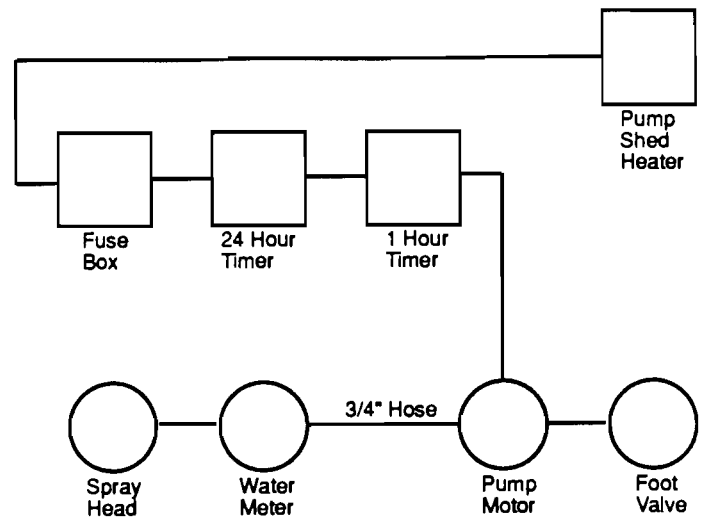 Pump
Shed
Heater
Fuse
Box
24 Hour
Timer
1 Hour
Timer
3/4" Hose
Spray
Head
Water
Meter
Pump
Motor
Foot
Valve